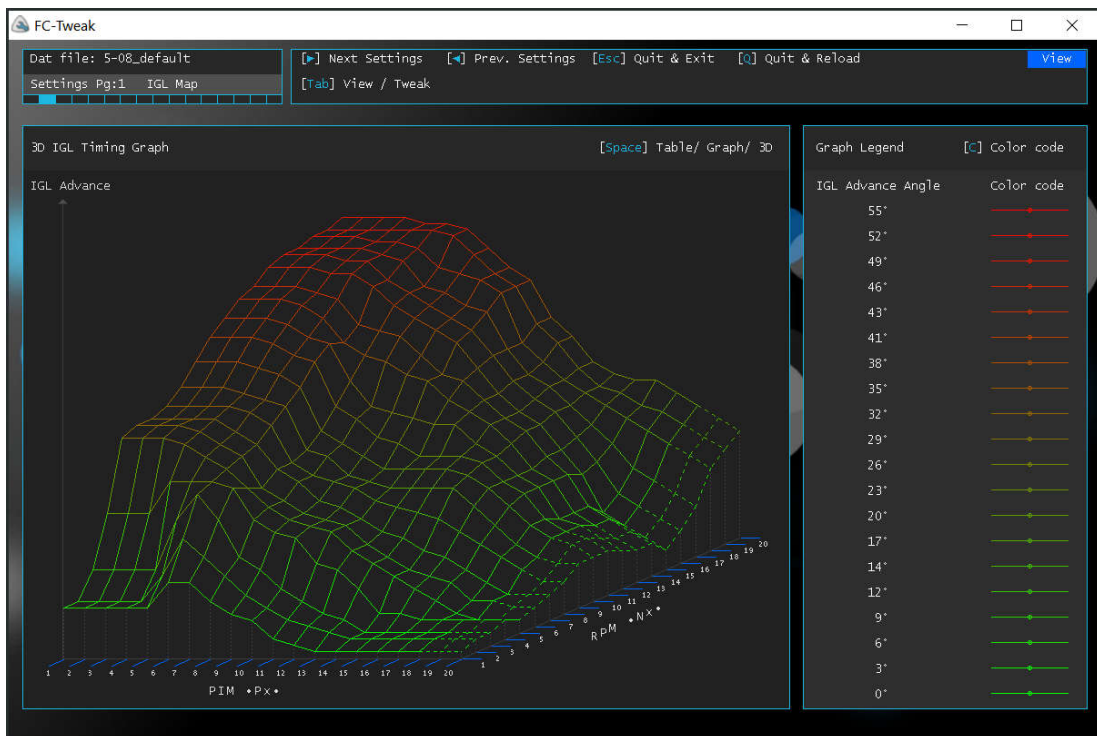 FC-Tweak
Dat file: 5-08_default
Settings Pg:1 IGL Map
[▶] Next Settings [◀] Prev. Settings [Esc] Quit & Exit [Q] Quit & Reload
View
[Tab] View / Tweak
3D IGL Timing Graph
[Space] Table/ Graph/ 3D
IGL Advance
1 2 3 4 5 6 7 8 9 10 11 12 13 14 15 16 17 18 19 20
PIM •Px•
1 2 3 4 5 6 7 8 9 10 11 12 13 14 15 16 17 18 19 20
RPM •Nx•
Graph Legend [C] Color code
IGL Advance Angle Color code
55°
52°
49°
46°
43°
41°
38°
35°
32°
29°
26°
23°
20°
17°
14°
12°
9°
6°
3°
0°